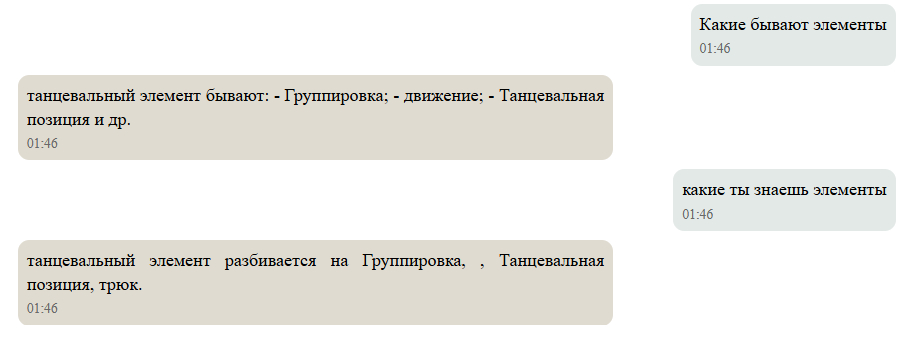 Какие бывают элементы
01:46
танцевальный элемент бывают: - Группировка; - движение; - Танцевальная
позиция и др.
01:46
какие ты знаешь элементы
01:46
танцевальный элемент разбивается на Группировка, , Танцевальная
позиция, трюк.
01:46